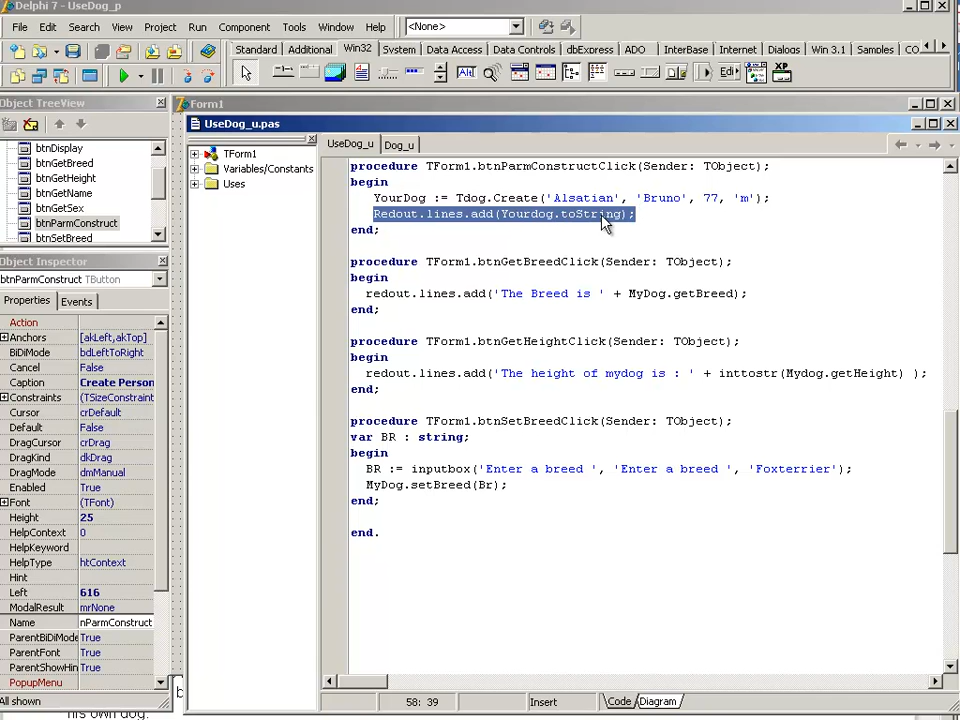 Delphi 7 - UseDog_p
File Edit Search View Project Run Component Tools Window Help <None>
Standard Additional Win32 System Data Access Data Controls dbExpress ADO InterBase Internet Dialogs Win 3.1 Samples CO
Object TreeView
btnDisplay
btnGetBreed
btnGetHeight
btnGetName
btnGetSex
btnParmConstruct
btnSetBreed
Object Inspector
btnParmConstruct TButton
Properties Events
Action
Anchors [akLeft,akTop]
BiDiMode bdLeftToRight
Cancel False
Caption Create Person
Constraints (TSizeConstraint
Cursor crDefault
Default False
DragCursor crDrag
DragKind dkDrag
DragMode dmManual
Enabled True
Font (TFont)
Height 25
HelpContext 0
HelpKeyword
HelpType htContext
Hint
Left 616
ModalResult mrNone
Name nParmConstruct
ParentBiDiMode True
ParentFont True
ParentShowHin True
PopupMenu
All shown
his own dog.
Form1
UseDog_u.pas
TForm1
Variables/Constants
Uses
UseDog_u Dog_u
procedure TForm1.btnParmConstructClick(Sender: TObject);
begin
YourDog := Tdog.Create('Alsatian', 'Bruno', 77, 'm');
Redout.lines.add(Yourdog.toString);
end;
procedure TForm1.btnGetBreedClick(Sender: TObject);
begin
redout.lines.add('The Breed is ' + MyDog.getBreed);
end;
procedure TForm1.btnGetHeightClick(Sender: TObject);
begin
redout.lines.add('The height of mydog is : ' + inttostr(Mydog.getHeight) );
end;
procedure TForm1.btnSetBreedClick(Sender: TObject);
var BR : string;
begin
BR := inputbox('Enter a breed ', 'Enter a breed ', 'Foxterrier');
MyDog.setBreed(Br);
end;
end.
58: 39 Insert Code Diagram